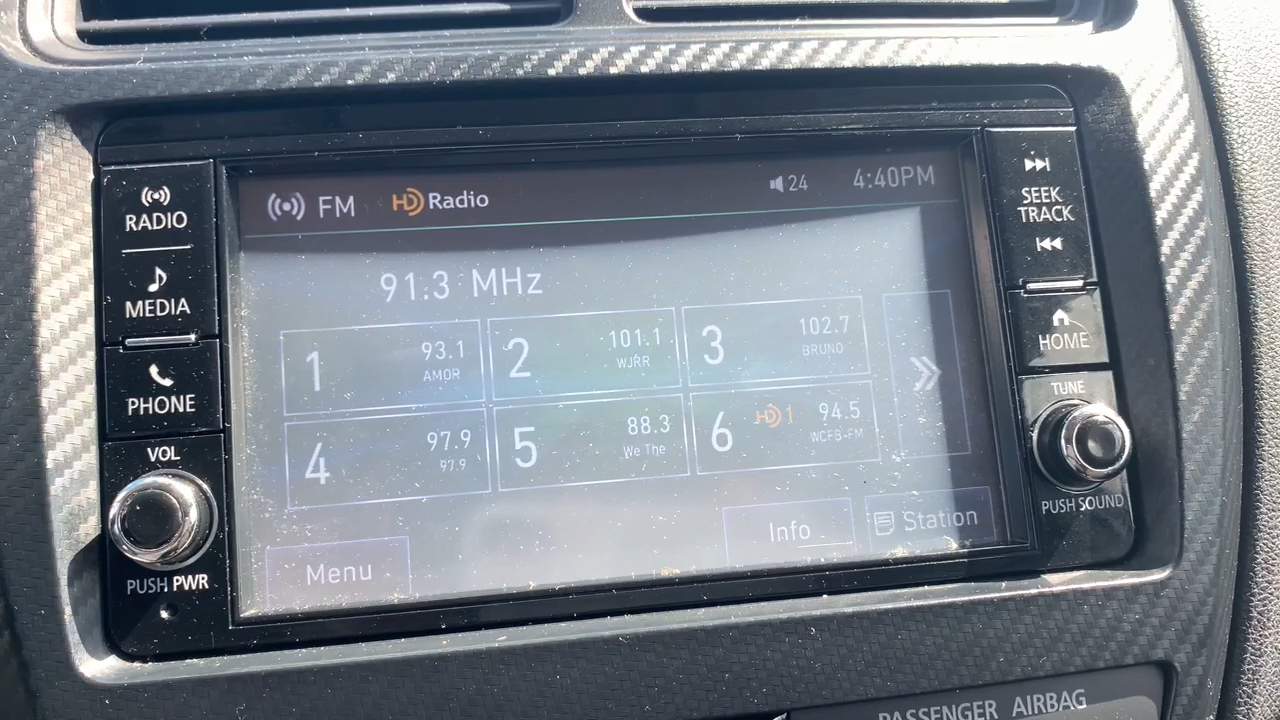 RADIO
MEDIA
PHONE
VOL
PUSH PWR
FM HD Radio 24 4:40PM
91.3 MHz
1 93.1
AMOR
2 101.1
WJRR
3 102.7
BRUNO
4 97.9
97.9
5 88.3
We The
6 HD 1 94.5
WCFB-FM
Menu
Info
Station
SEEK
TRACK
HOME
TUNE
PUSH SOUND
PASSENGER AIRBAG